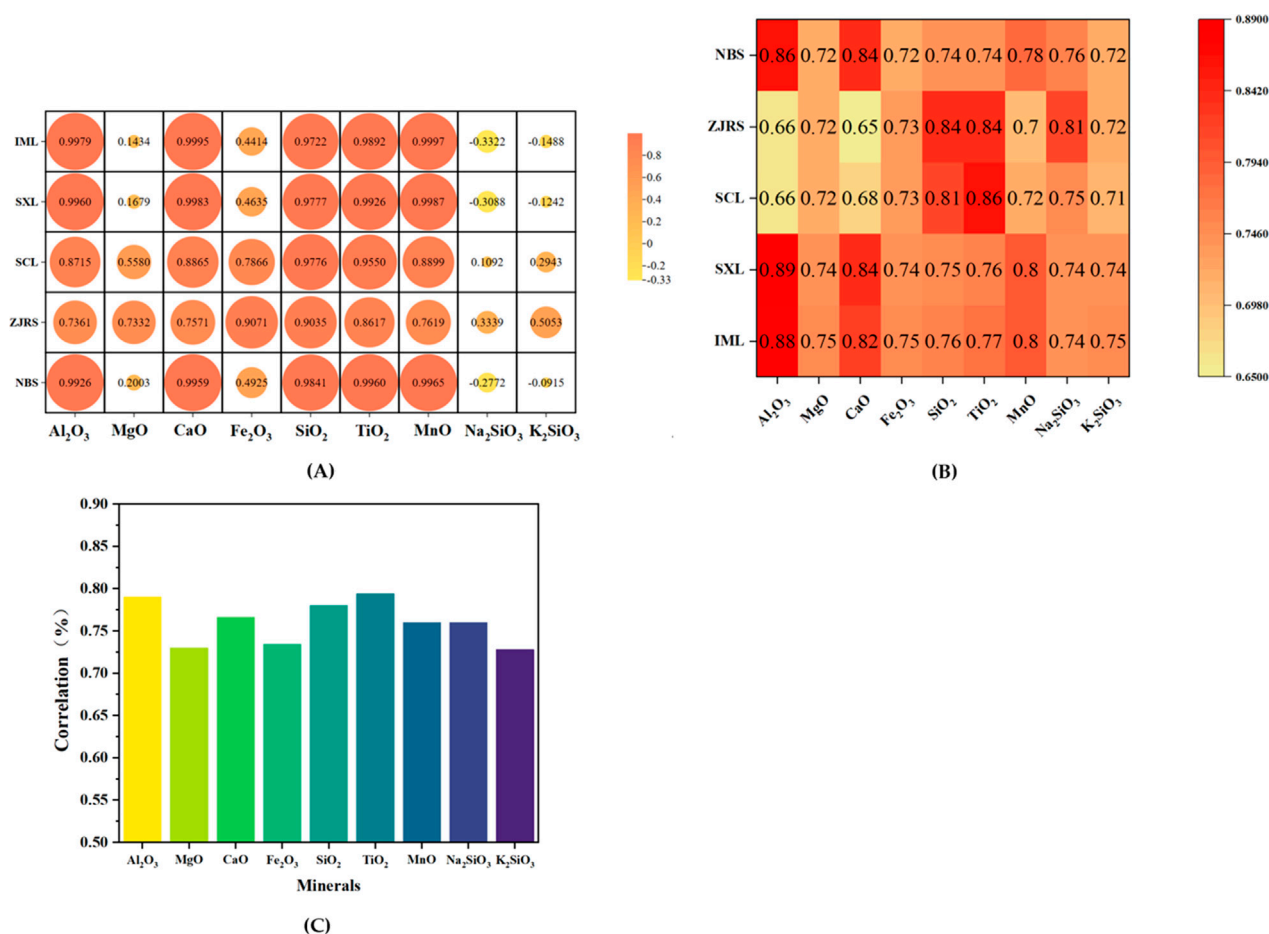 IML 0.9979 0.1434 0.9995 0.4414 0.9722 0.9892 0.9997 -0.3322 -0.1488
SXL 0.9960 0.1679 0.9983 0.4635 0.9777 0.9926 0.9987 -0.3088 -0.1242
SCL 0.8715 0.5580 0.8865 0.7866 0.9776 0.9550 0.8899 0.1092 0.2943
ZJRS 0.7361 0.7332 0.7571 0.9071 0.9035 0.8617 0.7619 0.3339 0.5053
NBS 0.9926 0.2003 0.9959 0.4925 0.9841 0.9960 0.9965 -0.2772 -0.0915
Al₂O₃ MgO CaO Fe₂O₃ SiO₂ TiO₂ MnO Na₂SiO₃ K₂SiO₃
0.8
0.6
0.4
0.2
0
-0.2
-0.33
(A)
NBS 0.86 0.72 0.84 0.72 0.74 0.74 0.78 0.76 0.72
ZJRS 0.66 0.72 0.65 0.73 0.84 0.84 0.7 0.81 0.72
SCL 0.66 0.72 0.68 0.73 0.81 0.86 0.72 0.75 0.71
SXL 0.89 0.74 0.84 0.74 0.75 0.76 0.8 0.74 0.74
IML 0.88 0.75 0.82 0.75 0.76 0.77 0.8 0.74 0.75
Al₂O₃ MgO CaO Fe₂O₃ SiO₂ TiO₂ MnO Na₂SiO₃ K₂SiO₃
0.8900
0.8420
0.7940
0.7460
0.6980
0.6500
(B)
Correlation（%）
0.90
0.85
0.80
0.75
0.70
0.65
0.60
0.55
0.50
Al₂O₃ MgO CaO Fe₂O₃ SiO₂ TiO₂ MnO Na₂SiO₃ K₂SiO₃
Minerals
(C)